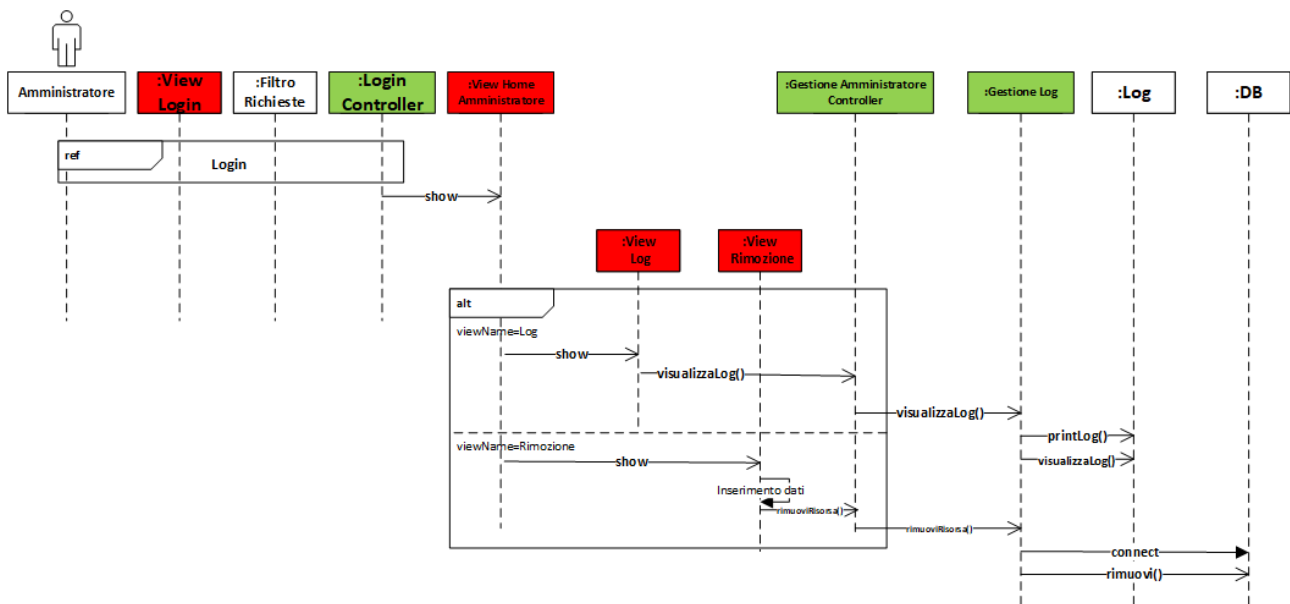 Amministratore
:View
Login
:Filtro
Richieste
:Login
Controller
:View Home
Amministratore
:Gestione Amministratore
Controller
:Gestione Log
:Log
:DB
ref
Login
show
:View
Log
:View
Rimozione
alt
viewName=Log
show
visualizzaLog()
visualizzaLog()
printLog()
viewName=Rimozione
show
visualizzaLog()
Inserimento dati
rimuoviRisorsa()
rimuoviRisorsa()
connect
rimuovi()